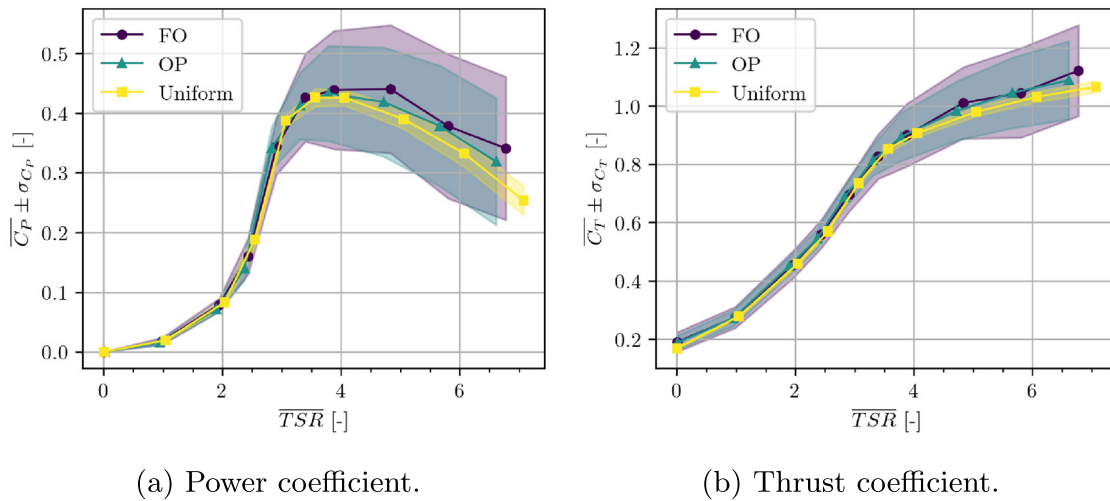 FO
OP
Uniform
0.5
0.4
0.3
0.2
0.1
0.0
$\overline{C_P} \pm \sigma_{C_P}$ [-]
0 2 4 6
$\overline{TSR}$ [-]
(a) Power coefficient.
FO
OP
Uniform
1.2
1.0
0.8
0.6
0.4
0.2
$\overline{C_T} \pm \sigma_{C_T}$ [-]
0 2 4 6
$\overline{TSR}$ [-]
(b) Thrust coefficient.